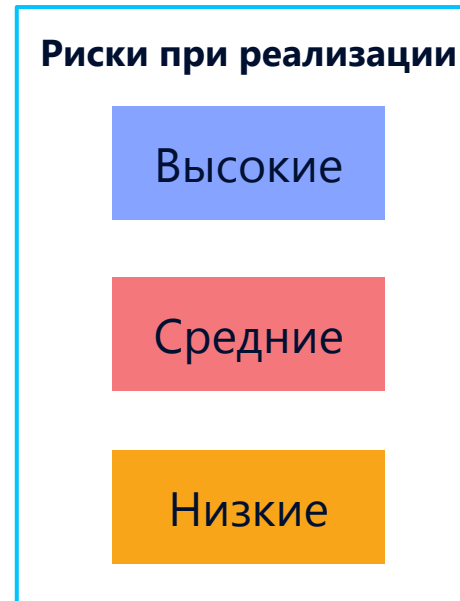 Риски при реализации
Высокие
Средние
Низкие